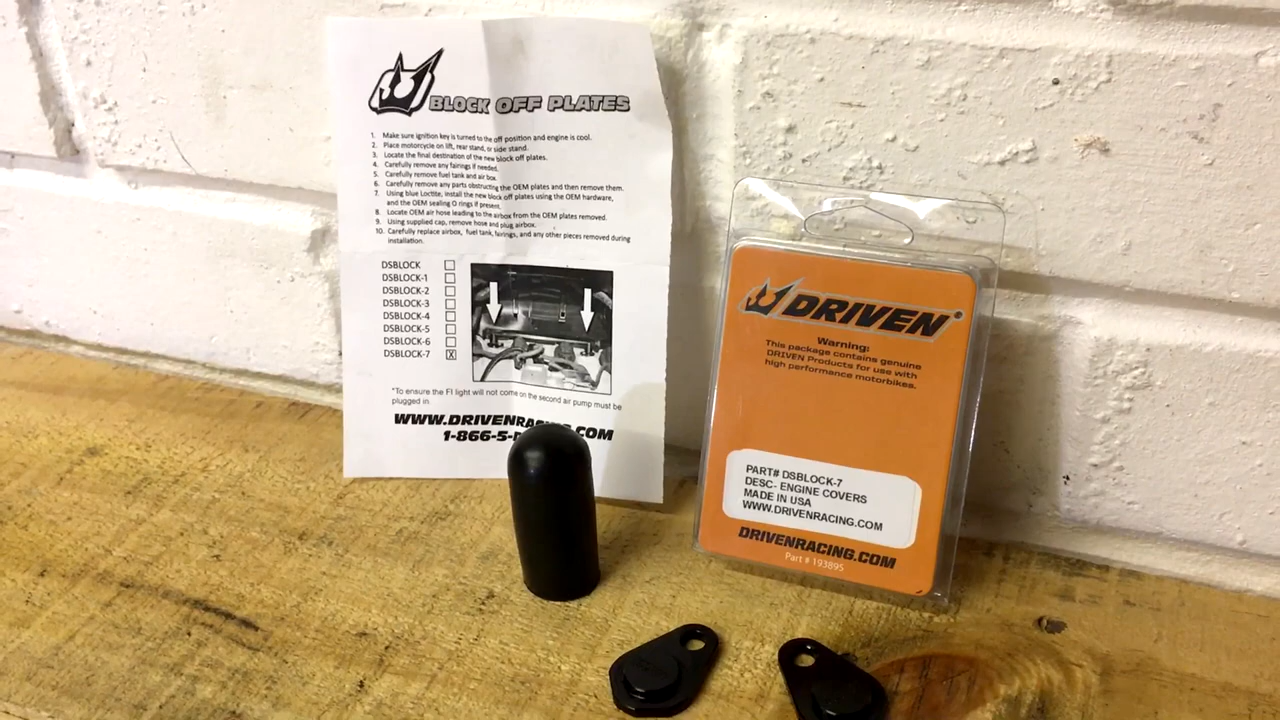 BLOCK OFF PLATES
1. Make sure ignition key is turned to the off position and engine is cool.
2. Place motorcycle on lift, rear stand, or side stand.
3. Locate the final destination of the new block off plates.
4. Carefully remove any fairings if needed.
5. Carefully remove fuel tank and air box.
6. Carefully remove any parts obstructing the OEM plates and then remove them.
7. Using blue Loctite, install the new block off plates using the OEM hardware,
and the OEM sealing O rings if present.
8. Locate OEM air hose leading to the airbox from the OEM plates removed.
9. Using supplied cap, remove hose and plug airbox.
10. Carefully replace airbox, fuel tank, fairings, and any other pieces removed during
installation.
DSBLOCK
DSBLOCK-1
DSBLOCK-2
DSBLOCK-3
DSBLOCK-4
DSBLOCK-5
DSBLOCK-6
DSBLOCK-7 X
*To ensure the FI light will not come on the second air pump must be
plugged in.
WWW.DRIVENRACING.COM
1-866-5-
DRIVEN®
Warning:
This package contains genuine
DRIVEN Products for use with
high performance motorbikes.
PART# DSBLOCK-7
DESC- ENGINE COVERS
MADE IN USA
WWW.DRIVENRACING.COM
DRIVENRACING.COM
Part # 193895